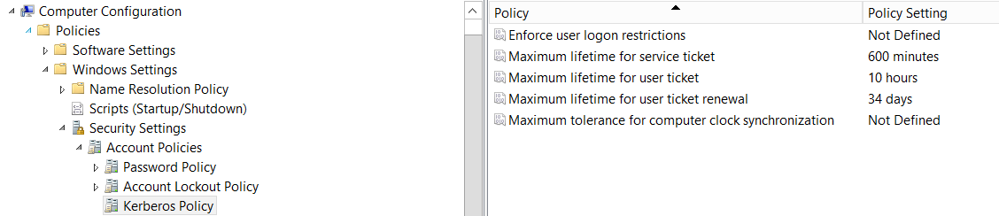 Computer Configuration
Policies
Software Settings
Windows Settings
Name Resolution Policy
Scripts (Startup/Shutdown)
Security Settings
Account Policies
Password Policy
Account Lockout Policy
Kerberos Policy
Policy Policy Setting
Enforce user logon restrictions Not Defined
Maximum lifetime for service ticket 600 minutes
Maximum lifetime for user ticket 10 hours
Maximum lifetime for user ticket renewal 34 days
Maximum tolerance for computer clock synchronization Not Defined